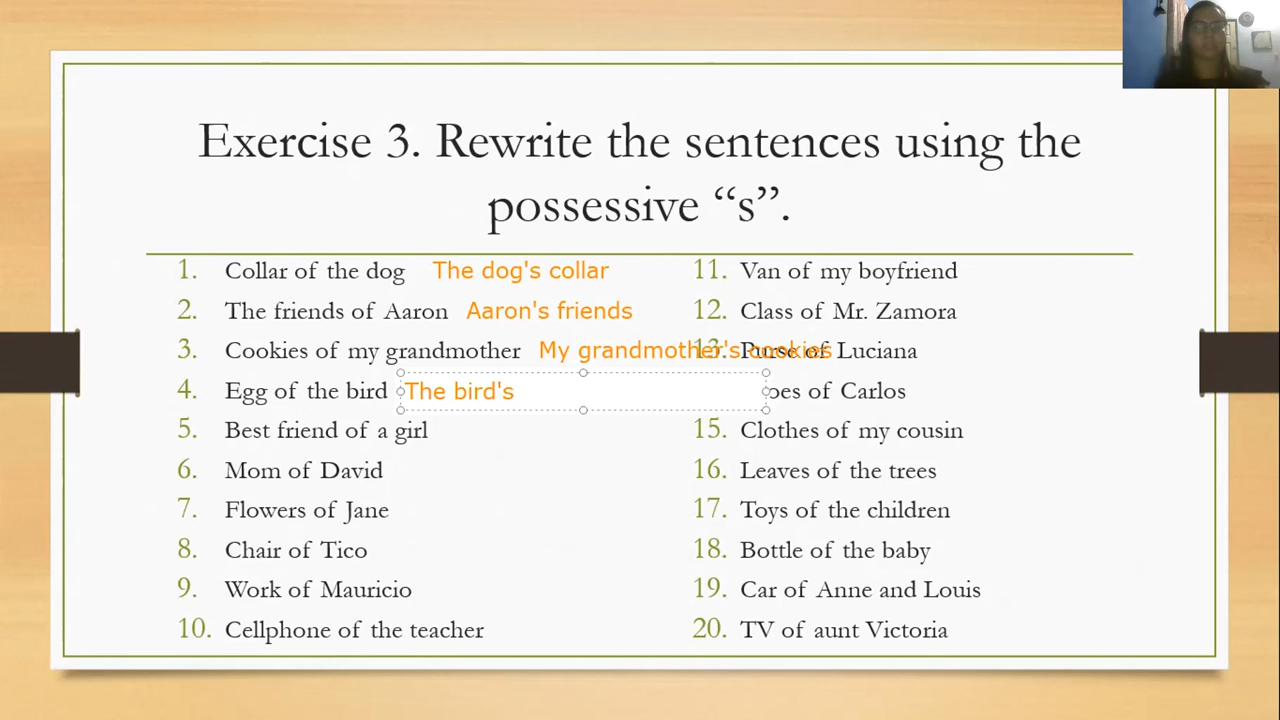 Exercise 3. Rewrite the sentences using the
possessive “s”.
1. Collar of the dog The dog's collar
2. The friends of Aaron Aaron's friends
3. Cookies of my grandmother My grandmother's cookies
4. Egg of the bird The bird's
5. Best friend of a girl
6. Mom of David
7. Flowers of Jane
8. Chair of Tico
9. Work of Mauricio
10. Cellphone of the teacher
11. Van of my boyfriend
12. Class of Mr. Zamora
13. Purse of Luciana
of Carlos
15. Clothes of my cousin
16. Leaves of the trees
17. Toys of the children
18. Bottle of the baby
19. Car of Anne and Louis
20. TV of aunt Victoria